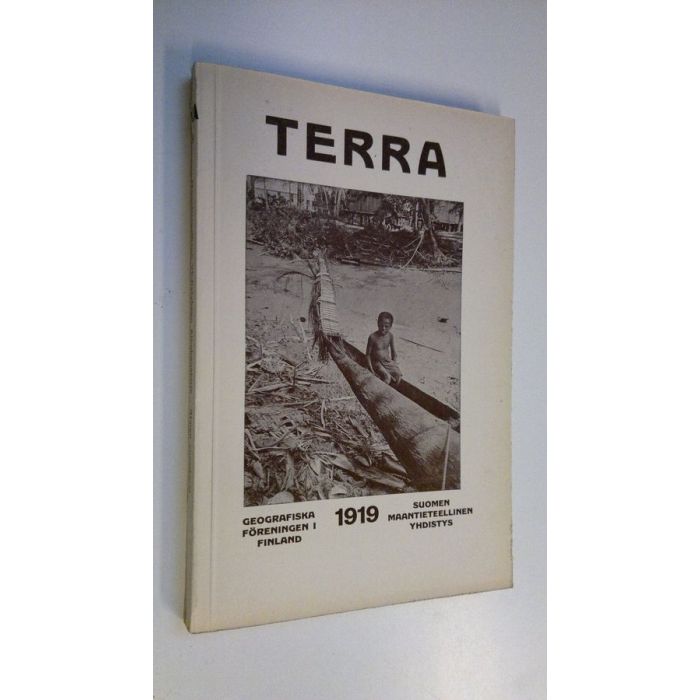 TERRA
GEOGRAFISKA
FÖRENINGEN I
FINLAND
1919
SUOMEN
MAANTIETEELLINEN
YHDISTYS